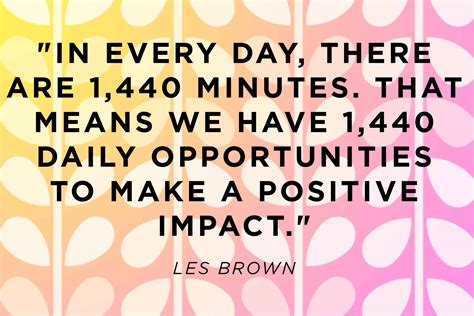 "IN EVERY DAY, THERE
ARE 1,440 MINUTES. THAT
MEANS WE HAVE 1,440
DAILY OPPORTUNITIES
TO MAKE A POSITIVE
IMPACT."
LES BROWN